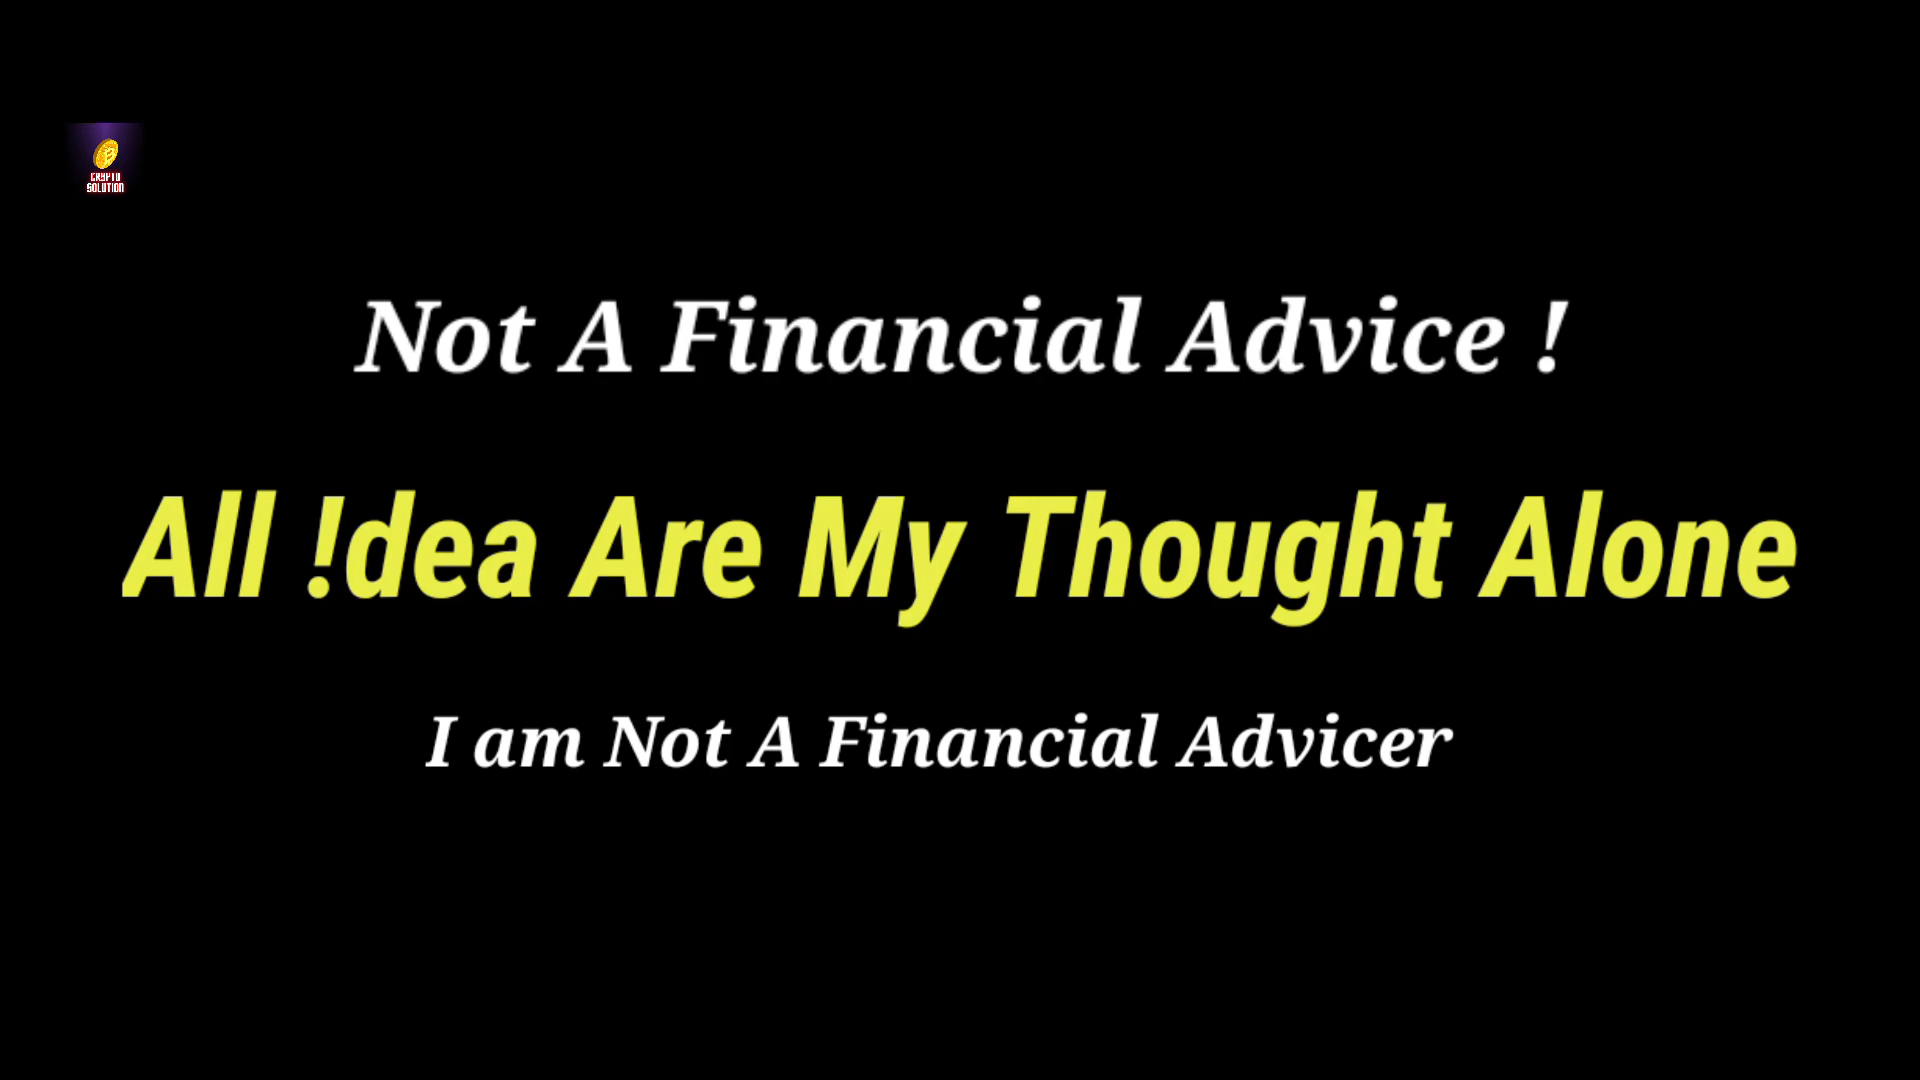 CRYPTO
SOLUTION
Not A Financial Advice !
All !dea Are My Thought Alone
I am Not A Financial Advicer